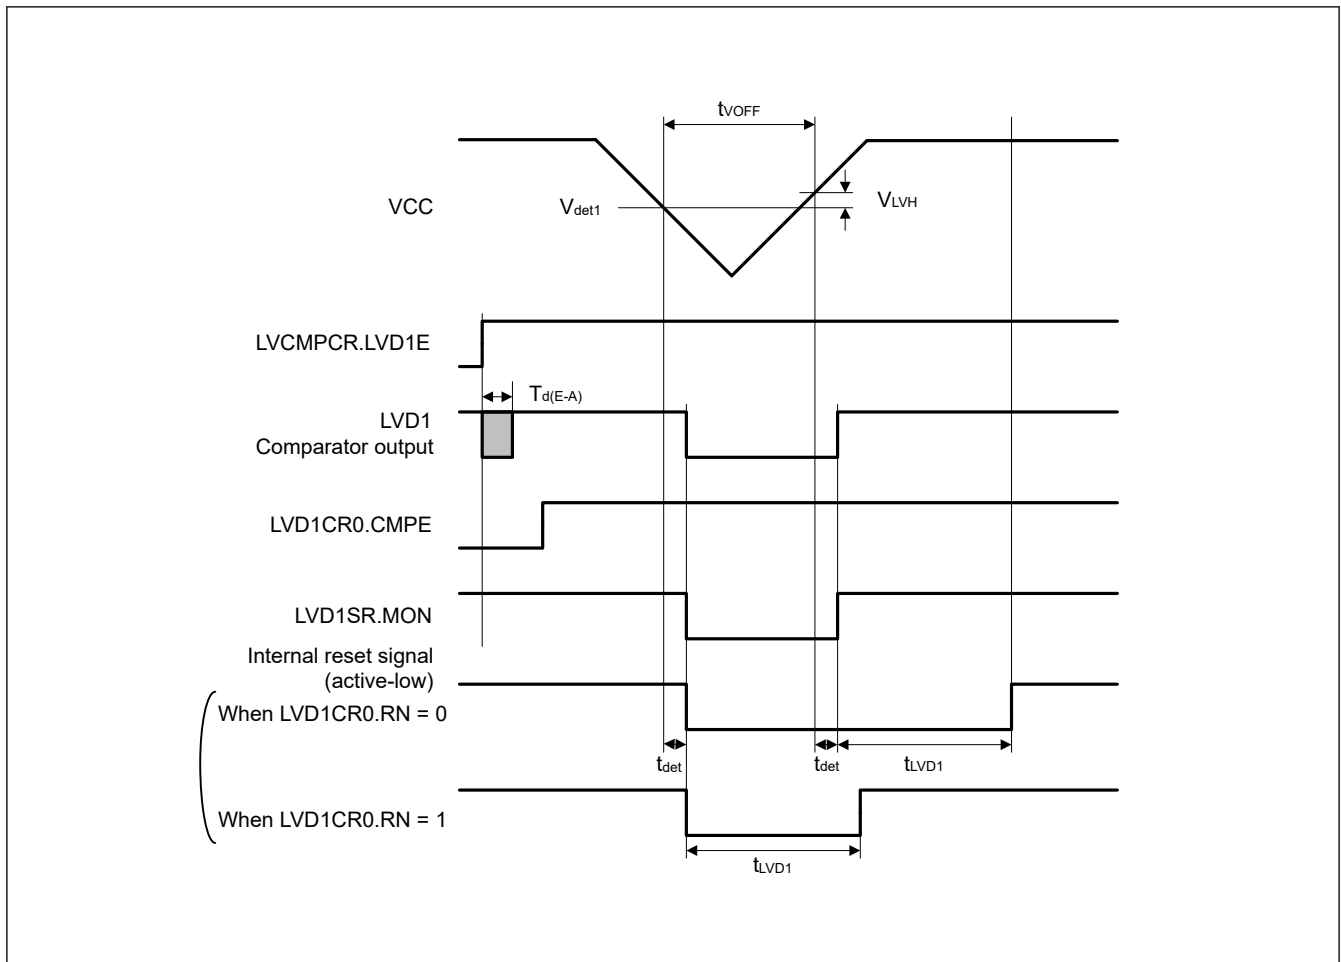 tVOFF
VCC
Vdet1
VLVH
LVCMPCR.LVD1E
Td(E-A)
LVD1
Comparator output
LVD1CR0.CMPE
LVD1SR.MON
Internal reset signal
(active-low)
When LVD1CR0.RN = 0
tdet
tdet
tLVD1
When LVD1CR0.RN = 1
tLVD1